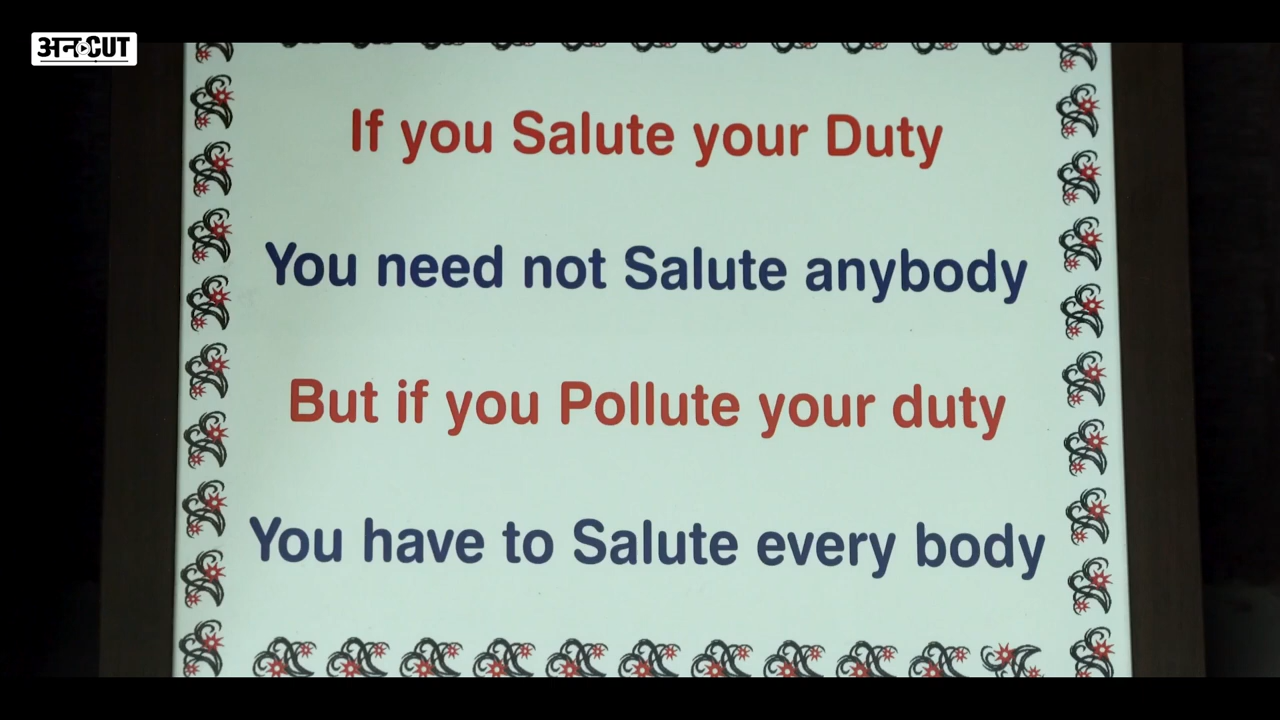 अनCUT
If you Salute your Duty
You need not Salute anybody
But if you Pollute your duty
You have to Salute every body